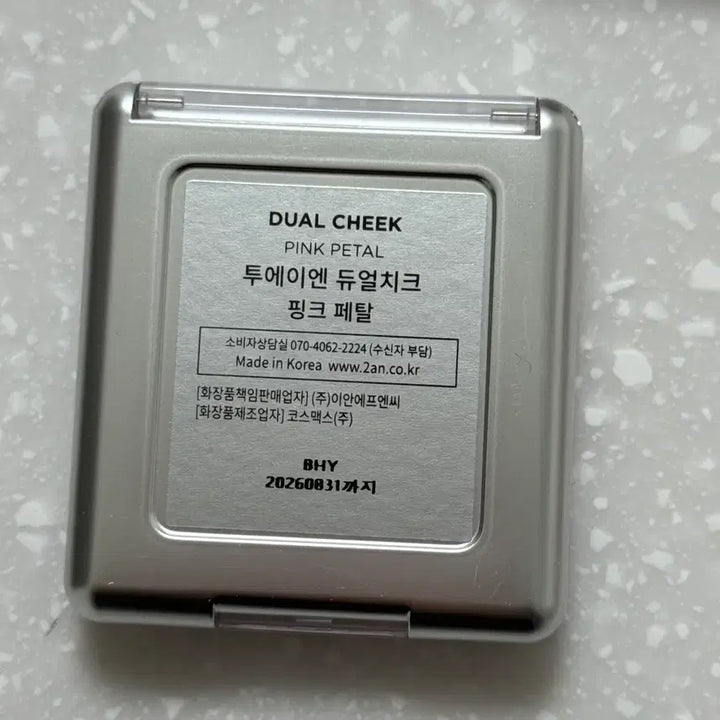 DUAL CHEEK
PINK PETAL
투에이엔 듀얼치크
핑크 페탈
소비자상담실 070-4062-2224 (수신자 부담)
Made in Korea www.2an.co.kr
[화장품책임판매업자] (주)이안에프엔씨
[화장품제조업자] 코스맥스(주)
BHY
20260831까지